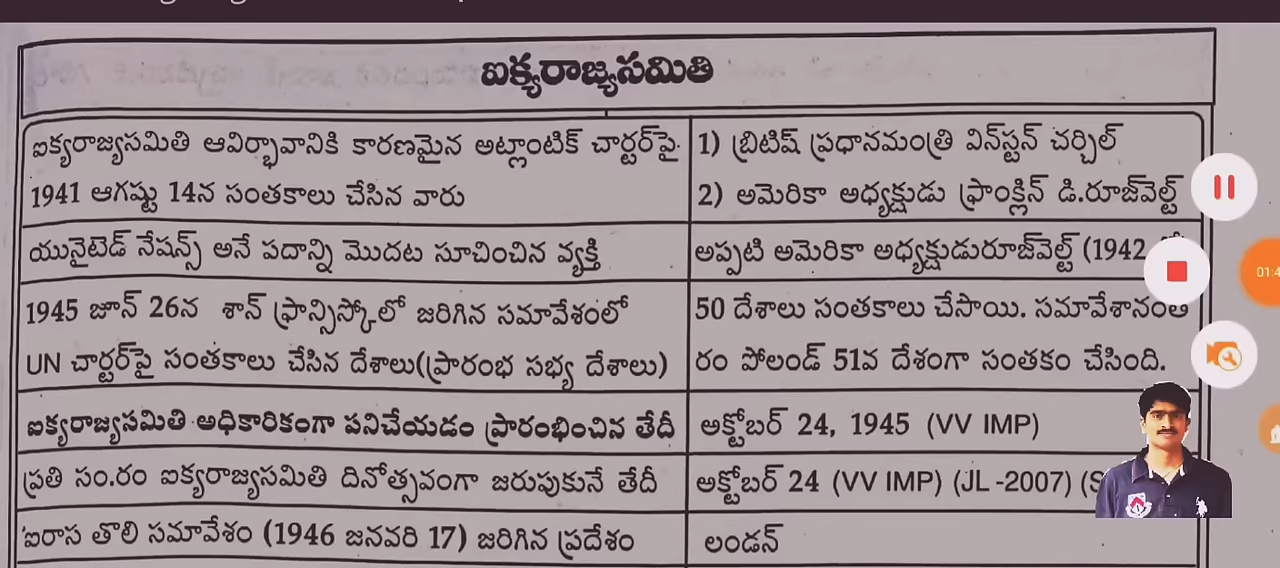 ఐక్యరాజ్యసమితి
ఐక్యరాజ్యసమితి ఆవిర్భావానికి కారణమైన అట్లాంటిక్ చార్టర్‌పై
1941 ఆగష్టు 14న సంతకాలు చేసిన వారు
1) బ్రిటిష్ ప్రధానమంత్రి విన్‌స్టన్ చర్చిల్
2) అమెరికా అధ్యక్షుడు ఫ్రాంక్లిన్ డి.రూజ్‌వెల్ట్
యునైటెడ్ నేషన్స్ అనే పదాన్ని మొదట సూచించిన వ్యక్తి
అప్పటి అమెరికా అధ్యక్షుడురూజ్‌వెల్ట్ (1942
1945 జూన్ 26న శాన్ ఫ్రాన్సిస్కోలో జరిగిన సమావేశంలో
UN చార్టర్‌పై సంతకాలు చేసిన దేశాలు(ప్రారంభ సభ్య దేశాలు)
50 దేశాలు సంతకాలు చేసాయి. సమావేశానంత
రం పోలండ్ 51వ దేశంగా సంతకం చేసింది.
ఐక్యరాజ్యసమితి అధికారికంగా పనిచేయడం ప్రారంభించిన తేదీ
అక్టోబర్ 24, 1945 (VV IMP)
ప్రతి సం.రం ఐక్యరాజ్యసమితి దినోత్సవంగా జరుపుకునే తేదీ
అక్టోబర్ 24 (VV IMP) (JL -2007) (S
ఐరాస తొలి సమావేశం (1946 జనవరి 17) జరిగిన ప్రదేశం
లండన్